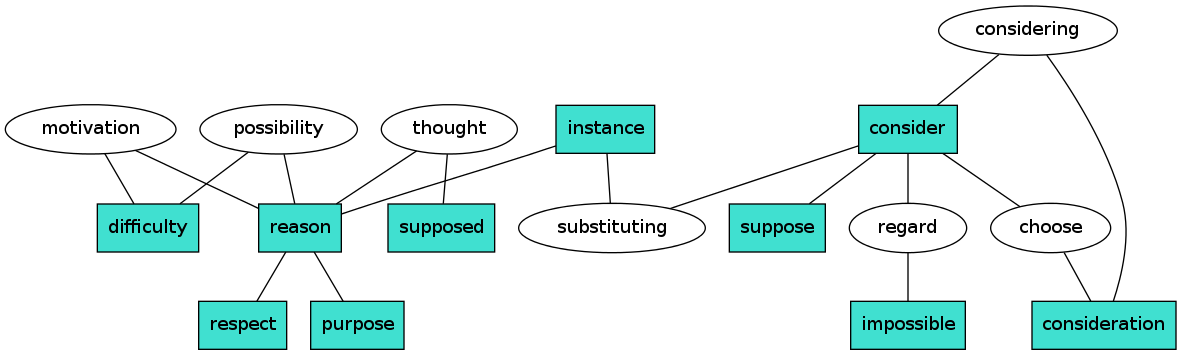 considering
motivation
possibility
thought
instance
consider
difficulty
reason
supposed
substituting
suppose
regard
choose
respect
purpose
impossible
consideration